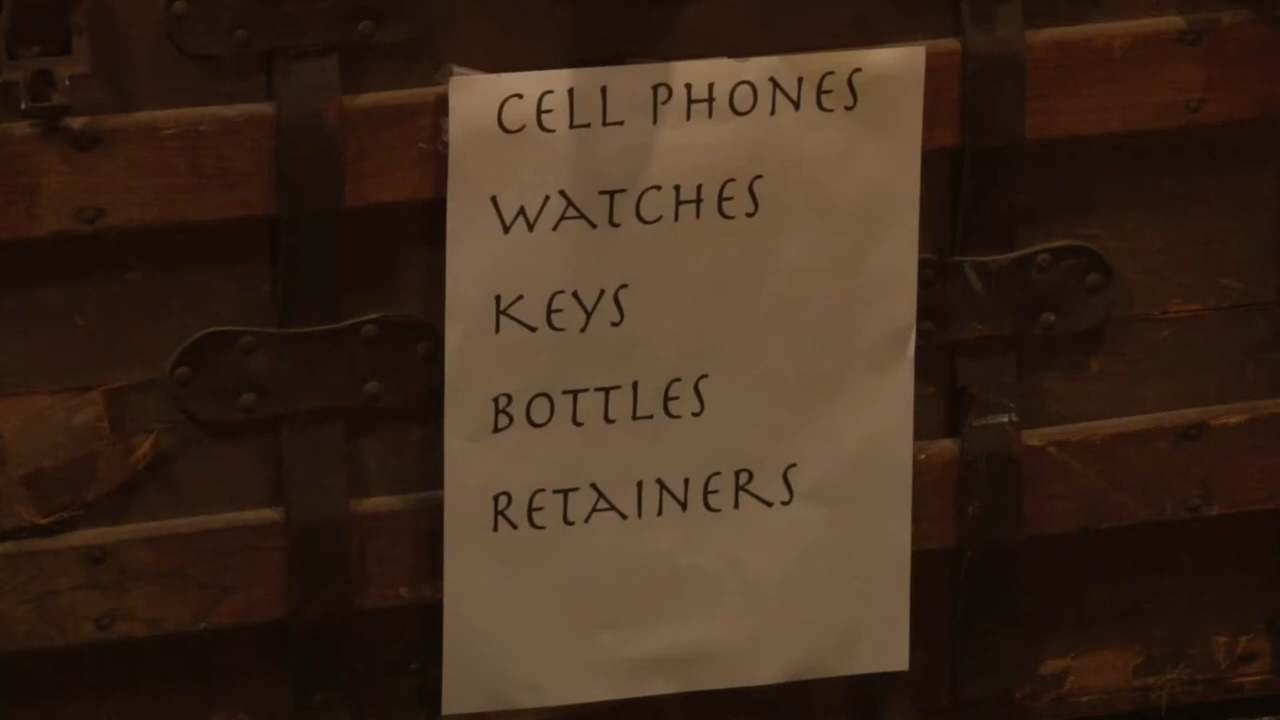 CELL PHONES
WATCHES
KEYS
BOTTLES
RETAINERS